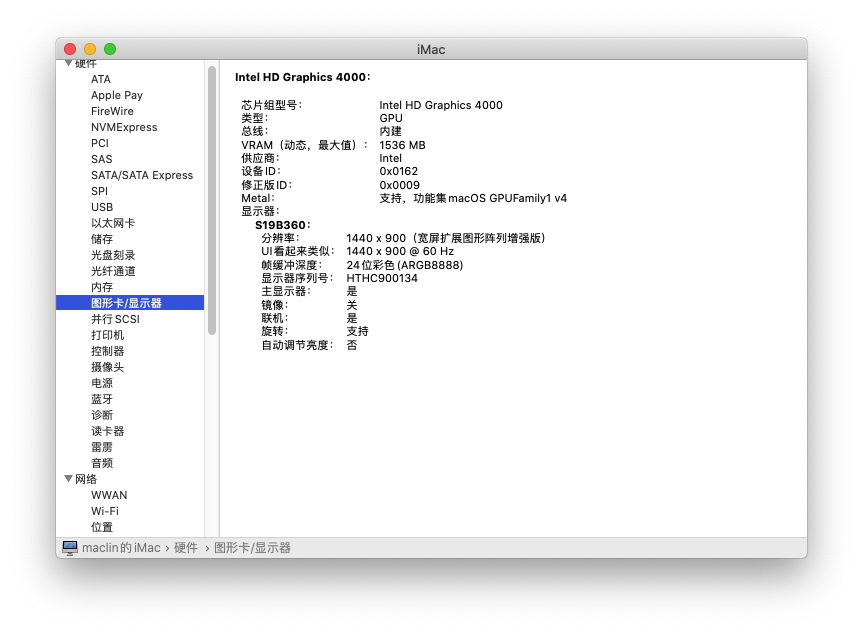 iMac
硬件
ATA
Apple Pay
FireWire
NVMExpress
PCI
SAS
SATA/SATA Express
SPI
USB
以太网卡
储存
光盘刻录
光纤通道
内存
图形卡/显示器
并行 SCSI
打印机
控制器
摄像头
电源
蓝牙
诊断
读卡器
雷雳
音频
网络
WWAN
Wi-Fi
位置
Intel HD Graphics 4000:
芯片组型号: Intel HD Graphics 4000
类型: GPU
总线: 内建
VRAM（动态，最大值）: 1536 MB
供应商: Intel
设备 ID: 0x0162
修正版 ID: 0x0009
Metal: 支持，功能集 macOS GPUFamily1 v4
显示器:
S19B360:
分辨率: 1440 x 900（宽屏扩展图形阵列增强版）
UI 看起来类似: 1440 x 900 @ 60 Hz
帧缓冲深度: 24 位彩色 (ARGB8888)
显示器序列号: HTHC900134
主显示器: 是
镜像: 关
联机: 是
旋转: 支持
自动调节亮度: 否
maclin的 iMac › 硬件 › 图形卡/显示器